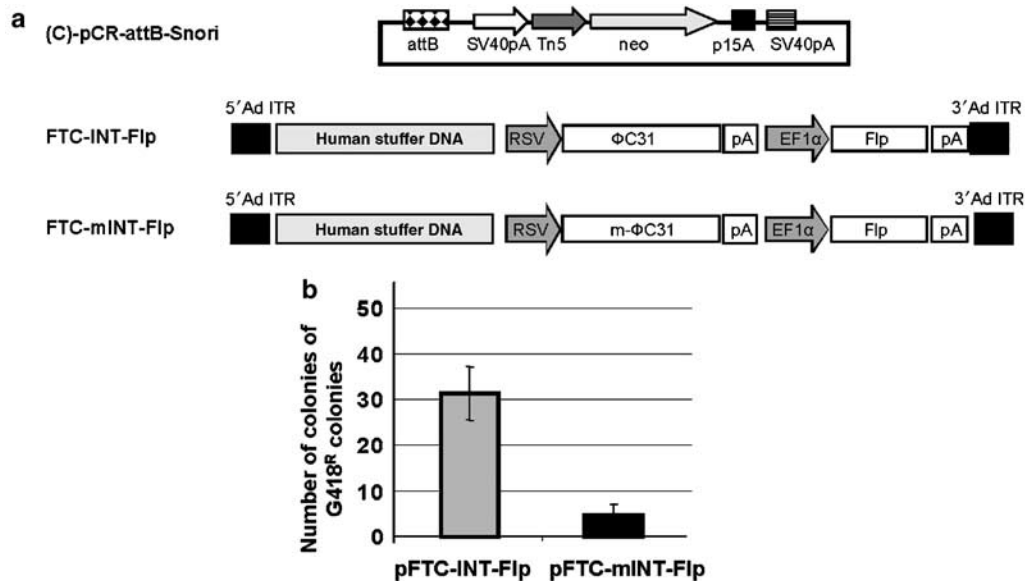 a
(C)-pCR-attB-Snori
attB SV40pA Tn5 neo p15A SV40pA
5′Ad ITR 3′Ad ITR
FTC-INT-Flp Human stuffer DNA RSV ΦC31 pA EF1α Flp pA
5′Ad ITR 3′Ad ITR
FTC-mINT-Flp Human stuffer DNA RSV m-ΦC31 pA EF1α Flp pA
b
Number of colonies of
G418R colonies
50
40
30
20
10
0
pFTC-INT-Flp pFTC-mINT-Flp